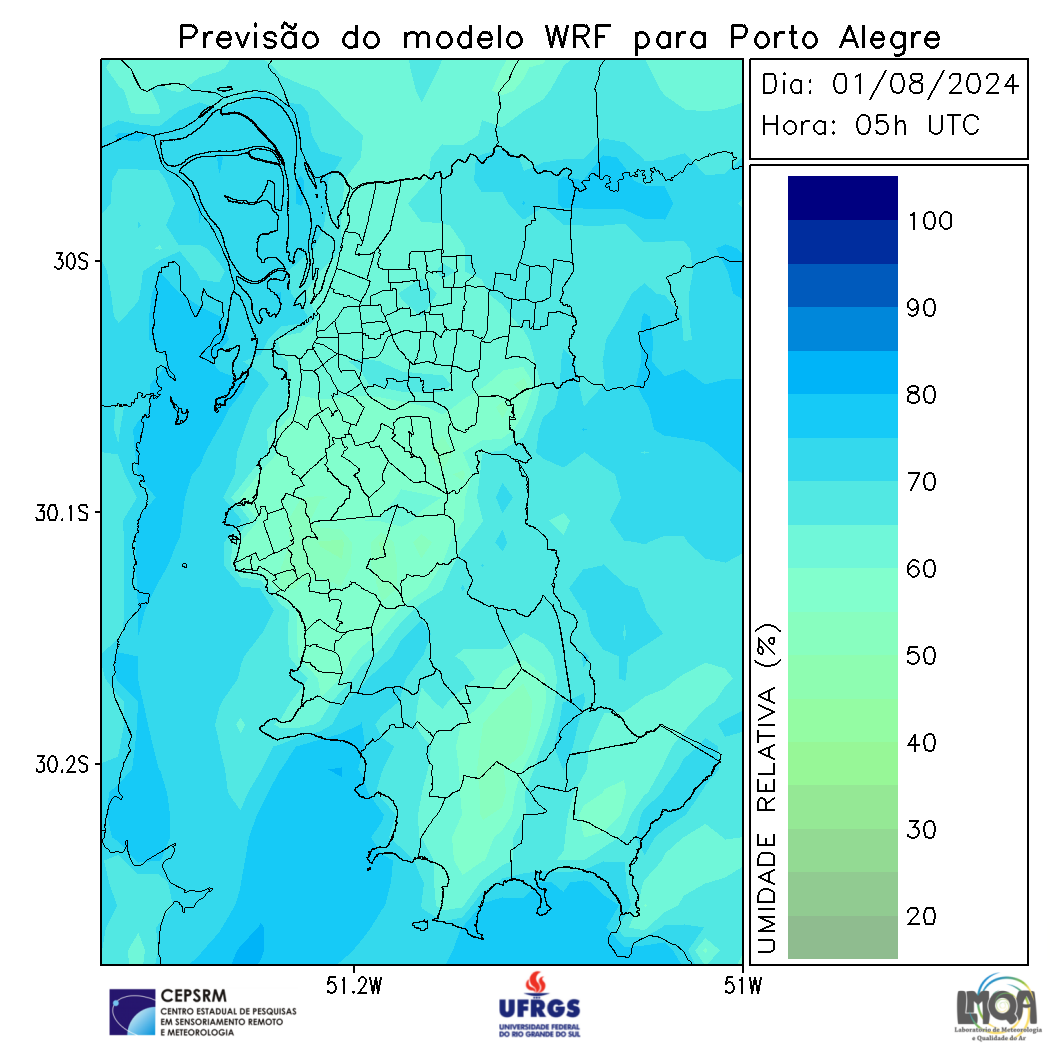 Previsão do modelo WRF para Porto Alegre
Dia: 01/08/2024
Hora: 05h UTC
30S
30.1S
30.2S
51.2W
51W
100
90
80
70
60
50
40
30
20
UMIDADE RELATIVA (%)
CEPSRM
CENTRO ESTADUAL DE PESQUISAS
EM SENSORIAMENTO REMOTO
E METEOROLOGIA
UFRGS
UNIVERSIDADE FEDERAL
DO RIO GRANDE DO SUL
LMQA
Laboratório de Meteorologia
e Qualidade do Ar